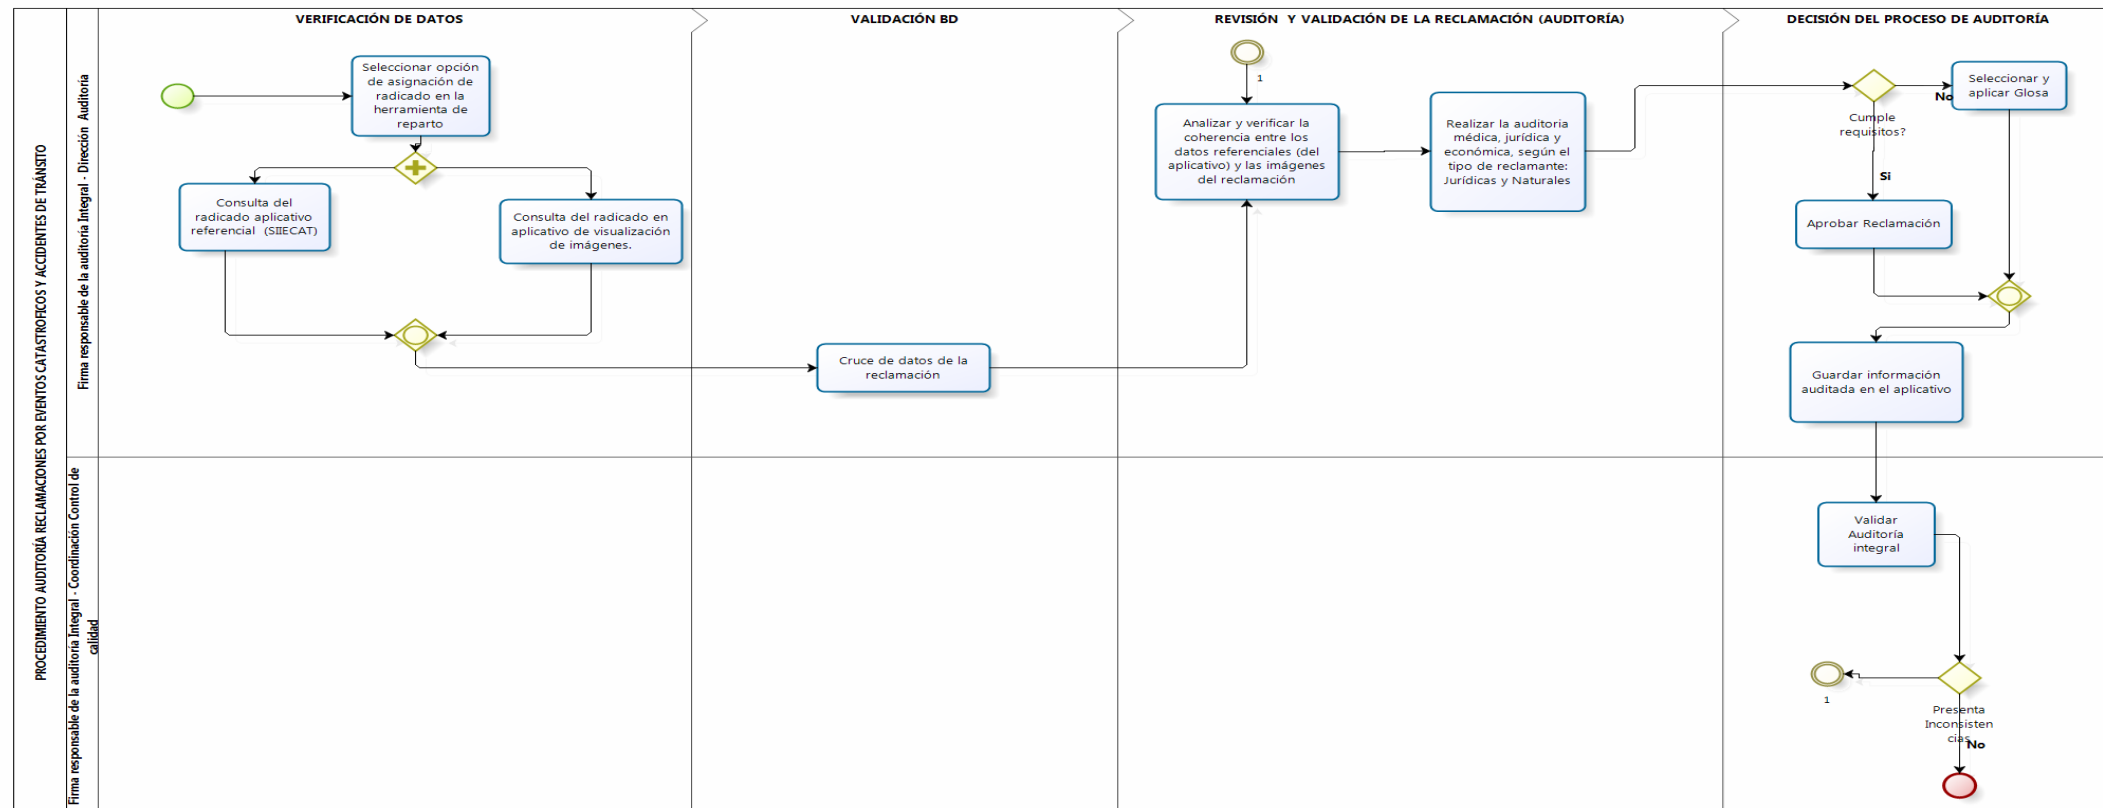 VERIFICACIÓN DE DATOS
VALIDACIÓN BD
REVISIÓN Y VALIDACIÓN DE LA RECLAMACIÓN (AUDITORÍA)
DECISIÓN DEL PROCESO DE AUDITORÍA
PROCEDIMIENTO AUDITORÍA RECLAMACIONES POR EVENTOS CATASTROFICOS Y ACCIDENTES DE TRÁNSITO
Firma responsable de la auditoría Integral - Dirección Auditoría
Seleccionar opción
de asignación de
radicado en la
herramienta de
reparto
Consulta del
radicado aplicativo
referencial (SIIECAT)
Consulta del radicado en
aplicativo de visualización
de imágenes.
Cruce de datos de la
reclamación
1
Analizar y verificar la
coherencia entre los
datos referenciales (del
aplicativo) y las imágenes
del reclamación
Realizar la auditoria
médica, jurídica y
económica, según el
tipo de reclamante:
Jurídicas y Naturales
Cumple
requisitos?
No
Seleccionar y
aplicar Glosa
Si
Aprobar Reclamación
Guardar información
auditada en el aplicativo
Firma responsable de la auditoría Integral - Coordinación Control de
calidad
Validar
Auditoría
integral
1
Presenta
Inconsisten
cias
No